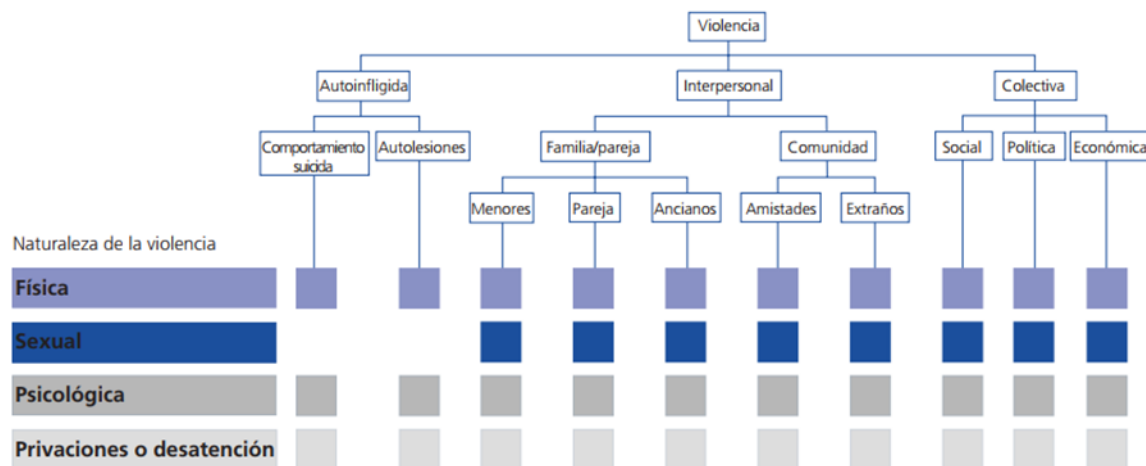 Violencia
Autoinfligida
Interpersonal
Colectiva
Comportamiento
suicida
Autolesiones
Familia/pareja
Comunidad
Social
Política
Económica
Menores
Pareja
Ancianos
Amistades
Extraños
Naturaleza de la violencia
Física
Sexual
Psicológica
Privaciones o desatención